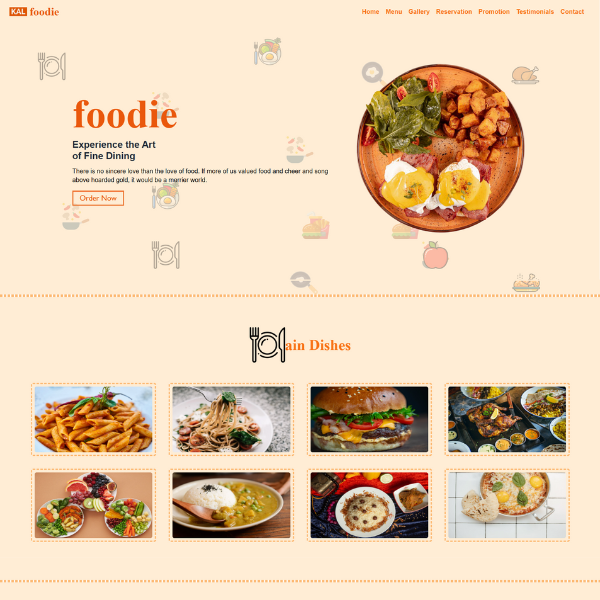 KAL foodie
Home Menu Gallery Reservation Promotion Testimonials Contact
foodie
Experience the Art
of Fine Dining
There is no sincere love than the love of food. If more of us valued food and cheer and song
above hoarded gold, it would be a merrier world.
Order Now
ain Dishes